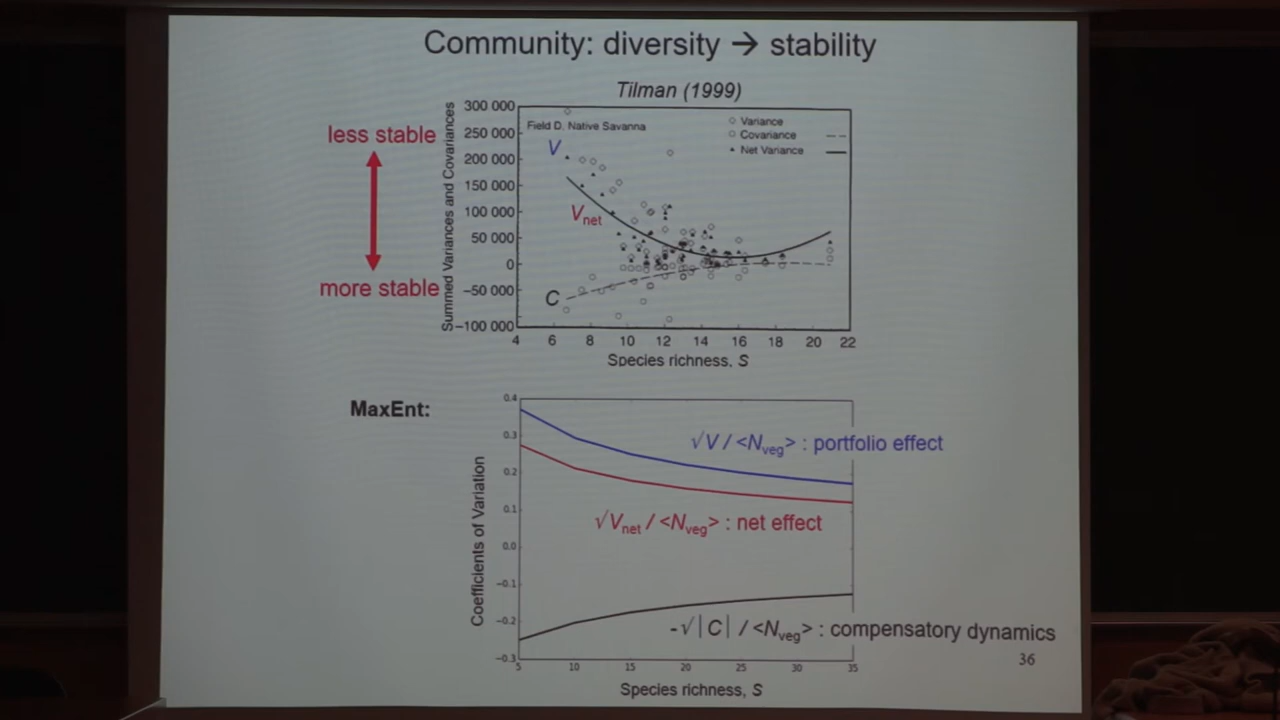 Community: diversity → stability
Tilman (1999)
less stable
more stable
Summed Variances and Covariances
300 000
250 000
200 000
150 000
100 000
50 000
0
−50 000
−100 000
Field D. Native Savanna
Variance
Covariance
Net Variance
V
Vnet
C
4 6 8 10 12 14 16 18 20 22
Species richness, S
MaxEnt:
Coefficients of Variation
0.4
0.3
0.2
0.1
0.0
−0.1
−0.2
−0.3
√V / <Nveg> : portfolio effect
√Vnet / <Nveg> : net effect
-√|C| / <Nveg> : compensatory dynamics
5 10 15 20 25 30 35
Species richness, S
36